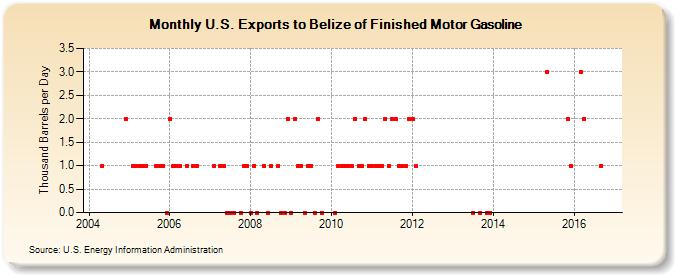 Monthly U.S. Exports to Belize of Finished Motor Gasoline
Thousand Barrels per Day
3.5
3.0
2.5
2.0
1.5
1.0
0.5
0.0
2004 2006 2008 2010 2012 2014 2016
Source: U.S. Energy Information Administration